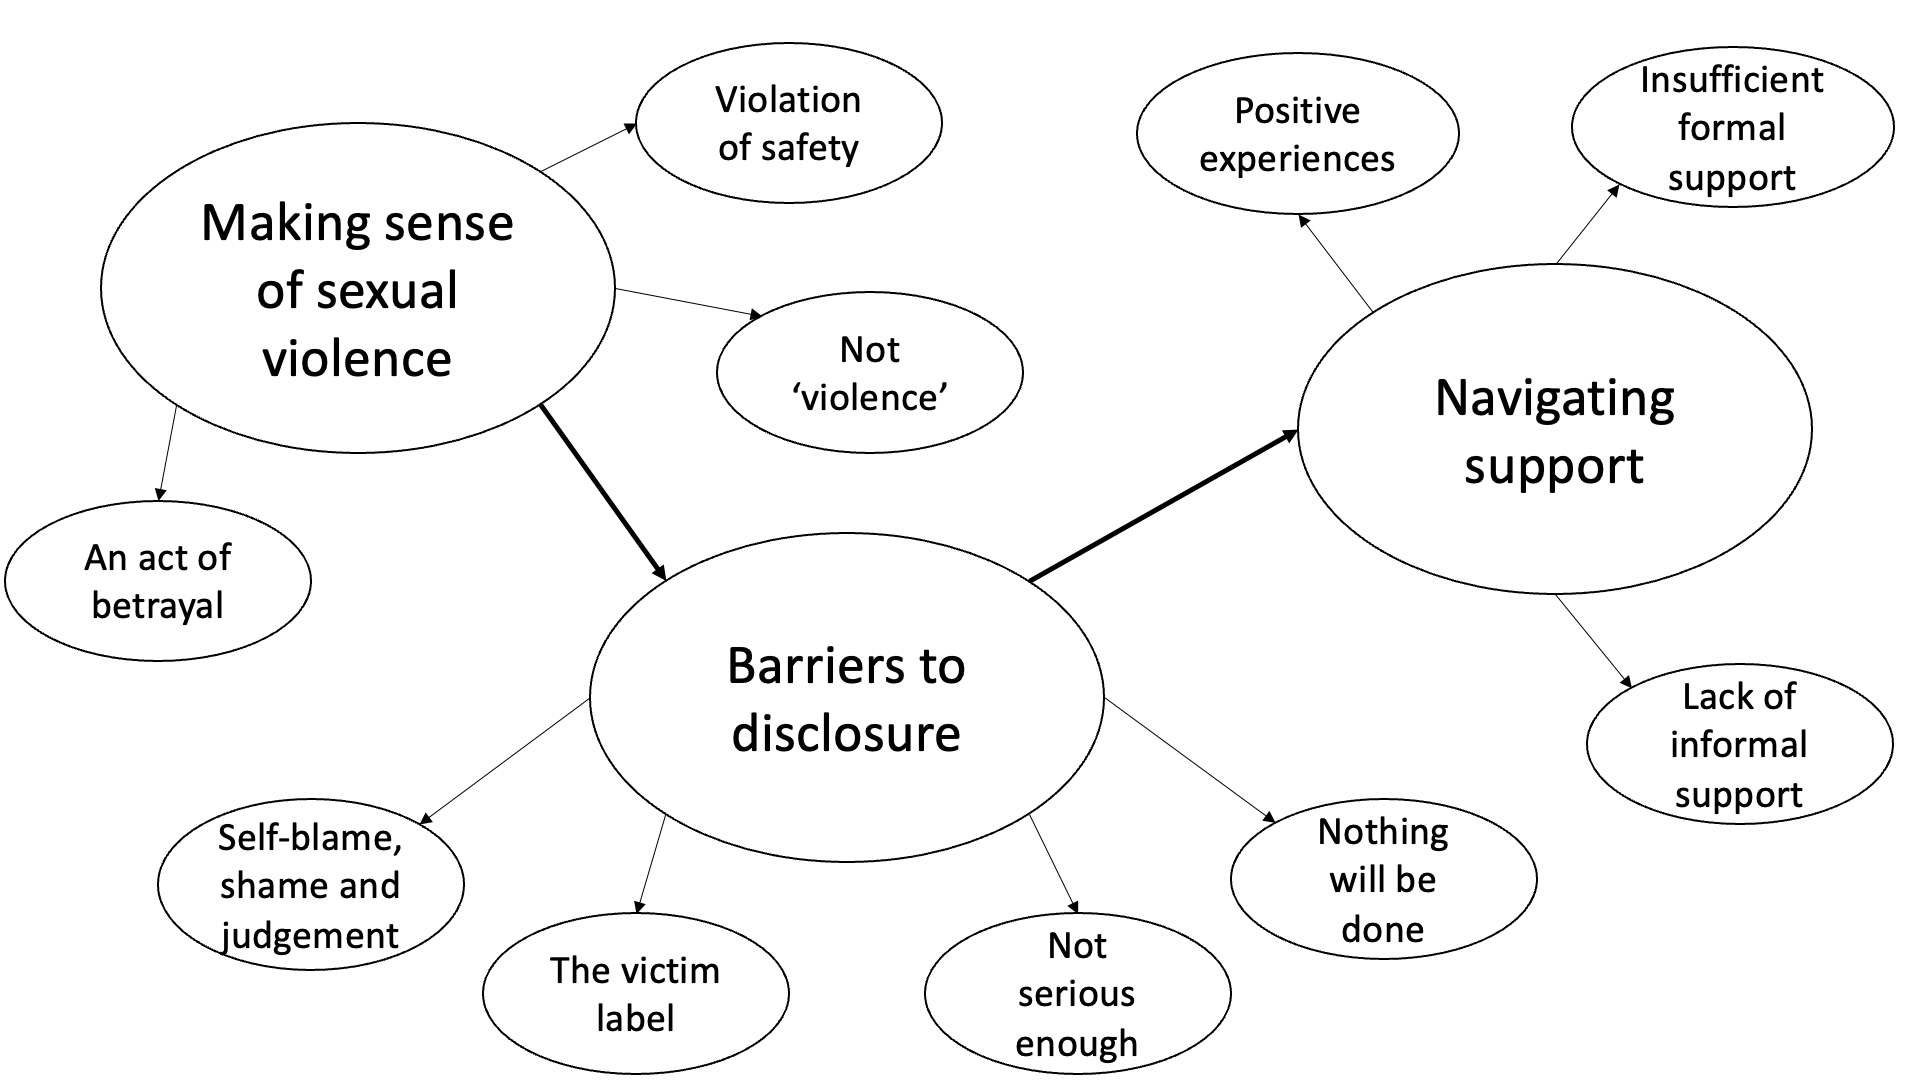 Violation
of safety
Positive
experiences
Insufficient
formal
support
Making sense
of sexual
violence
Not
‘violence’
Navigating
support
An act of
betrayal
Barriers to
disclosure
Lack of
informal
support
Self-blame,
shame and
judgement
The victim
label
Not
serious
enough
Nothing
will be
done